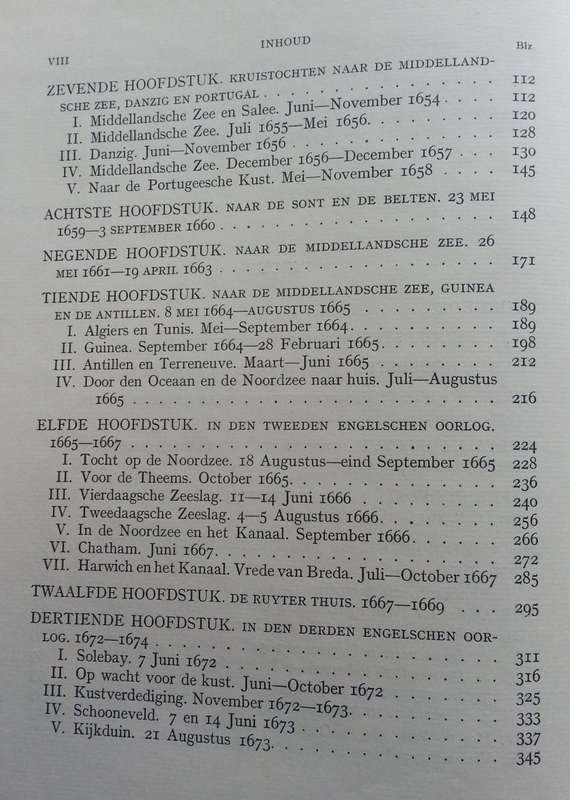 VIII INHOUD Blz
ZEVENDE HOOFDSTUK. KRUISTOCHTEN NAAR DE MIDDELLAND-
SCHE ZEE, DANZIG EN PORTUGAL . . . . . . . . . . . . . . 112
I. Middellandsche Zee en Salee. Juni—November 1654 . . . . 112
II. Middellandsche Zee. Juli 1655—Mei 1656. . . . . . . . . 120
III. Danzig. Juni—November 1656 . . . . . . . . . . . . . 128
IV. Middellandsche Zee. December 1656—December 1657 . . . 130
V. Naar de Portugeesche Kust. Mei—November 1658 . . . . . 145
ACHTSTE HOOFDSTUK. NAAR DE SONT EN DE BELTEN. 23 MEI
1659—3 SEPTEMBER 1660 . . . . . . . . . . . . . . . . . 148
NEGENDE HOOFDSTUK. NAAR DE MIDDELLANDSCHE ZEE. 26
MEI 1661—19 APRIL 1663 . . . . . . . . . . . . . . . . . 171
TIENDE HOOFDSTUK. NAAR DE MIDDELLANDSCHE ZEE, GUINEA
EN DE ANTILLEN. 8 MEI 1664—AUGUSTUS 1665 . . . . . . . . . 189
I. Algiers en Tunis. Mei—September 1664. . . . . . . . . . 189
II. Guinea. September 1664—28 Februari 1665. . . . . . . . 198
III. Antillen en Terreneuve. Maart—Juni 1665 . . . . . . . . 212
IV. Door den Oceaan en de Noordzee naar huis. Juli—Augustus
1665 . . . . . . . . . . . . . . . . . . . . . . 216
ELFDE HOOFDSTUK. IN DEN TWEEDEN ENGELSCHEN OORLOG.
1665—1667 . . . . . . . . . . . . . . . . . . . . . . . 224
I. Tocht op de Noordzee. 18 Augustus—eind September 1665 228
II. Voor de Theems. October 1665. . . . . . . . . . . . . . 236
III. Vierdaagsche Zeeslag. 11—14 Juni 1666 . . . . . . . . . 240
IV. Tweedaagsche Zeeslag. 4—5 Augustus 1666. . . . . . . . 256
V. In de Noordzee en het Kanaal. September 1666. . . . . . 266
VI. Chatham. Juni 1667. . . . . . . . . . . . . . . . . . 272
VII. Harwich en het Kanaal. Vrede van Breda. Juli—October 1667 285
TWAALFDE HOOFDSTUK. DE RUYTER THUIS. 1667—1669 . . . 295
DERTIENDE HOOFDSTUK. IN DEN DERDEN ENGELSCHEN OOR-
LOG. 1672—1674 . . . . . . . . . . . . . . . . . . . . 311
I. Solebay. 7 Juni 1672 . . . . . . . . . . . . . . . . . 316
II. Op wacht voor de kust. Juni—October 1672 . . . . . . . 325
III. Kustverdediging. November 1672—1673. . . . . . . . . . 333
IV. Schooneveld. 7 en 14 Juni 1673 . . . . . . . . . . . . 337
V. Kijkduin. 21 Augustus 1673. . . . . . . . . . . . . . . 345